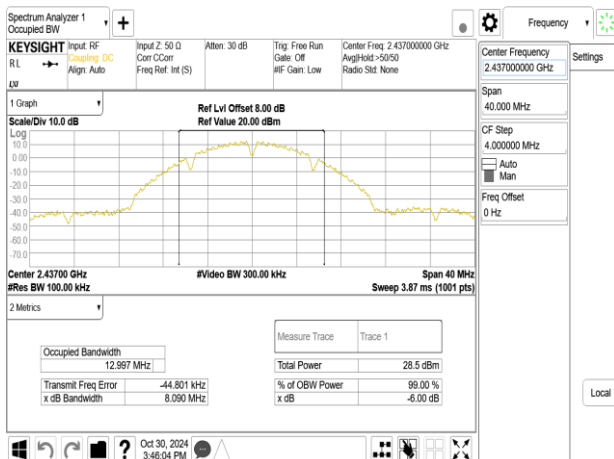 Spectrum Analyzer 1
Occupied BW
+
Frequency
KEYSIGHT
RL
LXI
Input: RF
Coupling: DC
Align: Auto
Input Z: 50 Ω
Corr CCorr
Freq Ref: Int (S)
Atten: 30 dB
Trig: Free Run
Gate: Off
#IF Gain: Low
Center Freq: 2.437000000 GHz
Avg|Hold:>50/50
Radio Std: None
Center Frequency
2.437000000 GHz
Settings
Span
40.000 MHz
CF Step
4.000000 MHz
Auto
Man
Freq Offset
0 Hz
Local
1 Graph
Scale/Div 10.0 dB
Ref Lvl Offset 8.00 dB
Ref Value 20.00 dBm
Log
10.0
0.00
-10.0
-20.0
-30.0
-40.0
-50.0
-60.0
-70.0
Center 2.43700 GHz
#Video BW 300.00 kHz
Span 40 MHz
#Res BW 100.00 kHz
Sweep 3.87 ms (1001 pts)
2 Metrics
Measure Trace
Trace 1
Occupied Bandwidth
12.997 MHz
Total Power
28.5 dBm
Transmit Freq Error
-44.801 kHz
% of OBW Power
99.00 %
x dB Bandwidth
8.090 MHz
x dB
-6.00 dB
?
Oct 30, 2024
3:46:04 PM